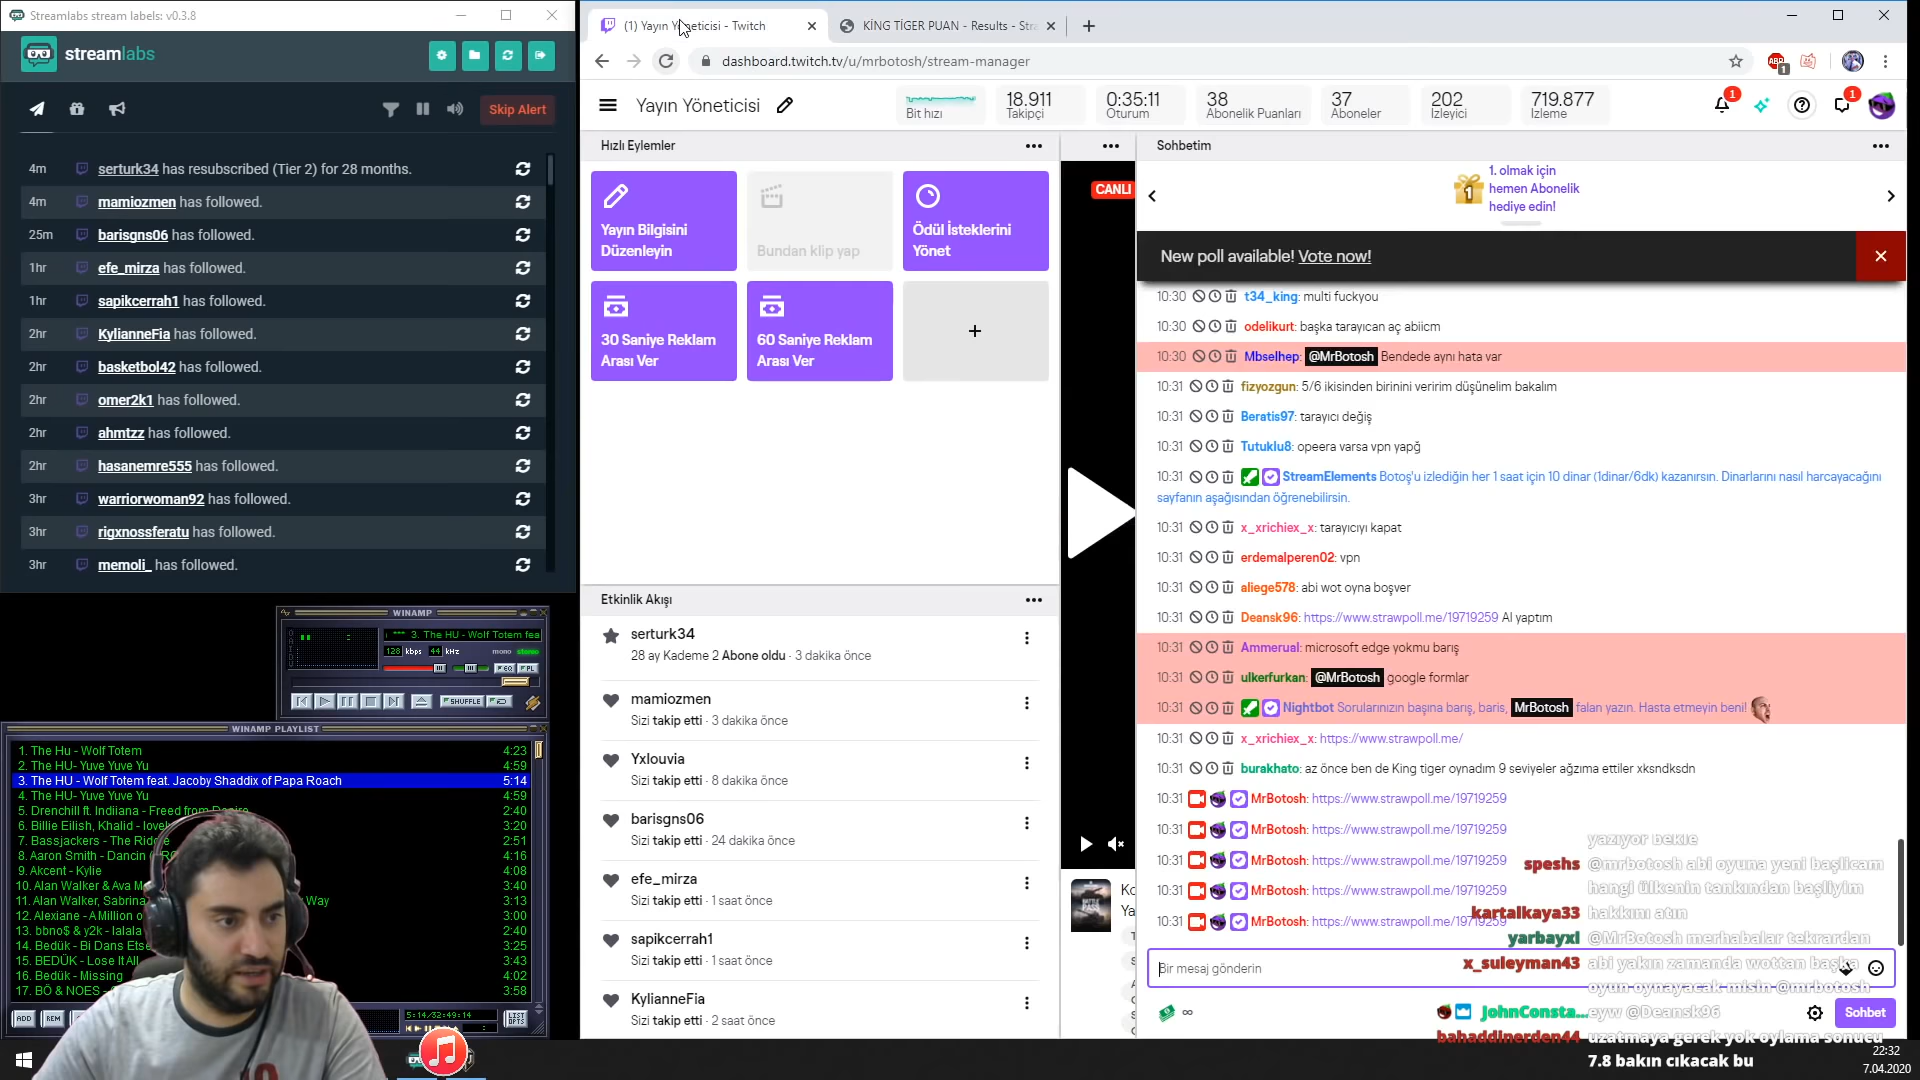 Streamlabs stream labels: v0.3.8
streamlabs
Skip Alert
4m serturk34 has resubscribed (Tier 2) for 28 months.
4m mamiozmen has followed.
25m barisgns06 has followed.
1hr efe_mirza has followed.
1hr sapikcerrah1 has followed.
2hr KylianneFia has followed.
2hr basketbol42 has followed.
2hr omer2k1 has followed.
2hr ahmtzz has followed.
2hr hasanemre555 has followed.
3hr warriorwoman92 has followed.
3hr rigxnossferatu has followed.
3hr memoli_ has followed.
WINAMP
*** 3. The HU - Wolf Totem fea
128 kbps 44 kHz mono stereo
EQ PL
SHUFFLE
WINAMP PLAYLIST
1. The Hu - Wolf Totem 4:23
2. The HU- Yuve Yuve Yu 4:59
3. The HU - Wolf Totem feat. Jacoby Shaddix of Papa Roach 5:14
4. The HU- Yuve Yuve Yu 4:59
5. Drenchill ft. Indiiana - Freed from Desire 2:40
6. Billie Eilish, Khalid - lovel 3:20
7. Bassjackers - The Riddle 2:51
8. Aaron Smith - Dancin (KRO 4:16
9. Akcent - Kylie 4:08
10. Alan Walker & Ava M 3:40
11. Alan Walker, Sabrina Way 3:13
12. Alexiane - A Million o 3:00
13. bbno$ & y2k - lalala 2:40
14. Bedük - Bi Dans Etse 3:25
15. BEDÜK - Lose It All 3:43
16. Bedük - Missing 4:02
17. BÖ & NOES - 3:58
ADD REM
5:14/32:49:14
LIST OPTS
(1) Yayın Yöneticisi - Twitch
KİNG TİGER PUAN - Results - Stra
dashboard.twitch.tv/u/mrbotosh/stream-manager
ABP 1
Yayın Yöneticisi
Bit hızı
18.911
Takipçi
0:35:11
Oturum
38
Abonelik Puanları
37
Aboneler
202
İzleyici
719.877
İzleme
1
1
Hızlı Eylemler
Yayın Bilgisini
Düzenleyin
Bundan klip yap
Ödül İsteklerini
Yönet
30 Saniye Reklam
Arası Ver
60 Saniye Reklam
Arası Ver
Etkinlik Akışı
serturk34
28 ay Kademe 2 Abone oldu · 3 dakika önce
mamiozmen
Sizi takip etti · 3 dakika önce
Yxlouvia
Sizi takip etti · 8 dakika önce
barisgns06
Sizi takip etti · 24 dakika önce
efe_mirza
Sizi takip etti · 1 saat önce
sapikcerrah1
Sizi takip etti · 1 saat önce
KylianneFia
Sizi takip etti · 2 saat önce
CANLI
Ko
Ya
Sohbetim
1
1. olmak için
hemen Abonelik
hediye edin!
New poll available! Vote now!
10:30 t34_king: multi fuckyou
10:30 odelikurt: başka tarayıcan aç abiicm
10:30 Mbselhep: @MrBotosh Bendede aynı hata var
10:31 fizyozgun: 5/6 ikisinden birinini veririm düşünelim bakalım
10:31 Beratis97: tarayıcı değiş
10:31 Tutuklu8: opeera varsa vpn yapğ
10:31 StreamElements Botoş'u izlediğin her 1 saat için 10 dinar (1dinar/6dk) kazanırsın. Dinarlarını nasıl harcayacağını
sayfanın aşağısından öğrenebilirsin.
10:31 x_xrichiex_x: tarayıcıyı kapat
10:31 erdemalperen02: vpn
10:31 aliege578: abi wot oyna boşver
10:31 Deansk96: https://www.strawpoll.me/19719259 Al yaptım
10:31 Ammerual: microsoft edge yokmu barış
10:31 ulkerfurkan: @MrBotosh google formlar
10:31 Nightbot Sorularınızın başına barış, baris, MrBotosh falan yazın. Hasta etmeyin beni!
10:31 x_xrichiex_x: https://www.strawpoll.me/
10:31 burakhato: az önce ben de King tiger oynadım 9 seviyeler ağzıma ettiler xksndksdn
10:31 MrBotosh: https://www.strawpoll.me/19719259
10:31 MrBotosh: https://www.strawpoll.me/19719259
10:31 MrBotosh: https://www.strawpoll.me/19719259
10:31 MrBotosh: https://www.strawpoll.me/19719259
10:31 MrBotosh: https://www.strawpoll.me/19719259
yazıyor bekle
speshs @mrbotosh abi oyuna yeni başlicam
hangi ülkenin tankından başliyim
kartalkaya33 hakkını atın
yarbayxl @MrBotosh merhabalar tekrardan
x_suleyman43 abi yakın zamanda wottan başka
oyun oynayacak misin @mrbotosh
JohnConsta... eyw @Deansk96
bahaddinerden44 uzatmaya gerek yok oylama sonucu
7.8 bakın cıkacak bu
Bir mesaj gönderin
∞
Sohbet
22:32
7.04.2020